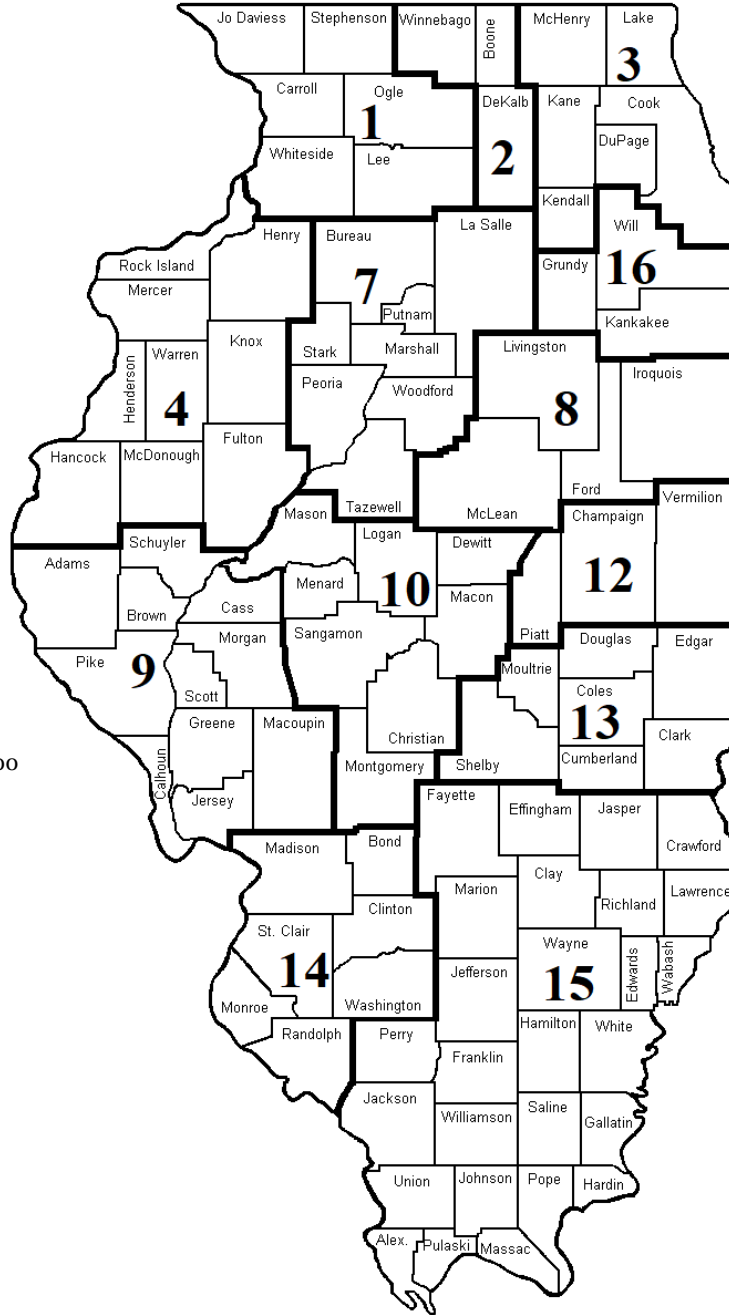 Jo Daviess Stephenson Winnebago Boone McHenry Lake
3
Carroll Ogle DeKalb Kane Cook
1
DuPage
Whiteside Lee 2
Kendall
Will
La Salle
Henry Bureau
Rock Island Grundy 16
Mercer 7
Putnam Kankakee
Knox
Warren Stark Marshall Livingston
Henderson Peoria Woodford Iroquois
4 8
Fulton
Hancock McDonough
Ford
Mason Tazewell McLean Vermilion
Logan Champaign
Schuyler Dewitt
Adams
Menard 10 12
Brown Cass Macon
Sangamon Piatt Douglas Edgar
Pike Morgan Moultrie
9
Scott Coles
Greene Macoupin 13
Christian Clark
Calhoun Montgomery Shelby Cumberland
oo
Jersey Fayette Effingham Jasper
Madison Bond Crawford
Clay
Marion Lawrence
Clinton Richland
St. Clair Wayne
14 Jefferson 15 Edwards Wabash
Monroe Washington
Hamilton White
Randolph Perry
Franklin
Jackson Saline
Williamson Gallatin
Union Johnson Pope Hardin
Alex. Pulaski Massac